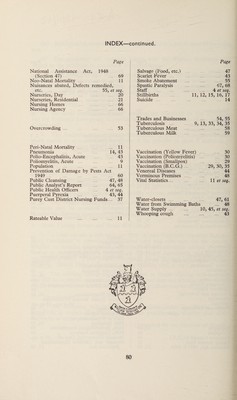 INDEX—continued.
Page
National Assistance Act, 1948
(Section 47) 69
Neo-Natal Mortality 11
Nuisances abated, Defects remedied,
etc. 55, et seq.
Nurseries, Day 20
Nurseries, Residential 21
Nursing Homes 66
Nursing Agency 66
Overcrowding 53
Peri-Natal Mortality 11
Pneumonia 14, 43
Polio-Encephalitis, Acute 43
Poliomyelitis, Acute 9
Population 11
Prevention of Damage by Pests Act
1949 60
Public Cleansing 47, 48
Public Analyst's Report 64, 65
Public Health Officers 4 et seq.
Puerperal Pyrexia 43, 44
Putey Cost District Nursing Funds 37
Rateable Value 11
Page
Salvage (Food, etc.) 47
Scarlet Fever 43
Smoke Abatement 55
Spastic Paralysis 67, 68
Staff 4 et seq.
Stillbirths 11, 12, 15, 16, 17
Suicide 14
Trades and Businesses 54, 55
Tuberculosis 9, 13, 33, 34, 35
Tuberculous Meat 58
Tuberculous Milk 59
Vaccination (Yellow Fever) 30
Vaccination (Poliomyelitis) 30
Vaccination (Smallpox) 29
Vaccination (B.C.G.) 29, 30, 35
Venereal Diseases 44
Verminous Premises 48
Vital Statistics 11 et seq.
Water-closets 47, 61
Water from Swimming Baths 48
Water Supply 10, 45, et seq.
Whooping cough 43
80